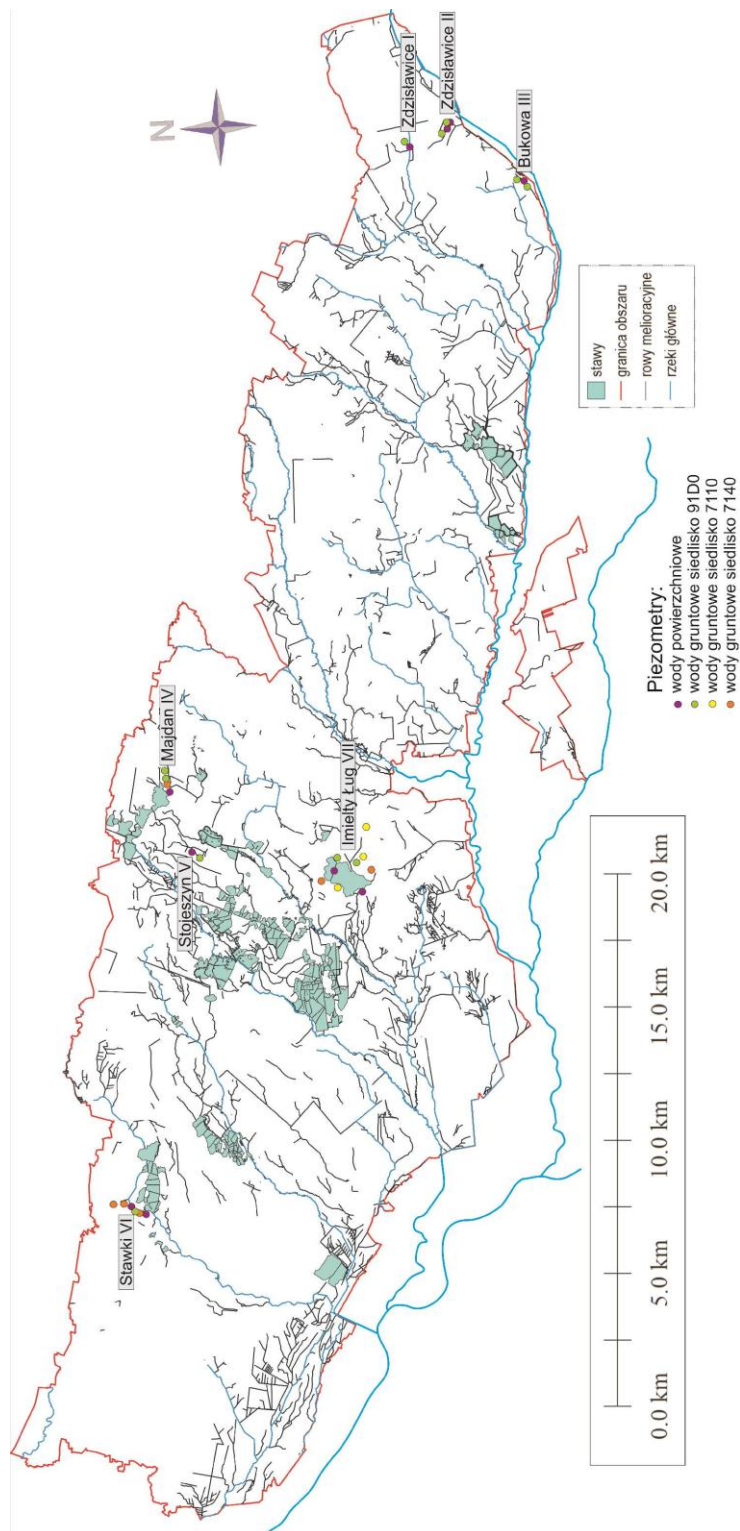 N
Zdzisławice I
Zdzisławice II
Bukowa III
Majdan IV
Stojeszyn V
Imielty Ług VII
Stawki VI
stawy
granica obszaru
rowy melioracyjne
rzeki główne
Piezometry:
wody powierzchniowe
wody gruntowe siedlisko 91D0
wody gruntowe siedlisko 7110
wody gruntowe siedlisko 7140
0.0 km 5.0 km 10.0 km 15.0 km 20.0 km